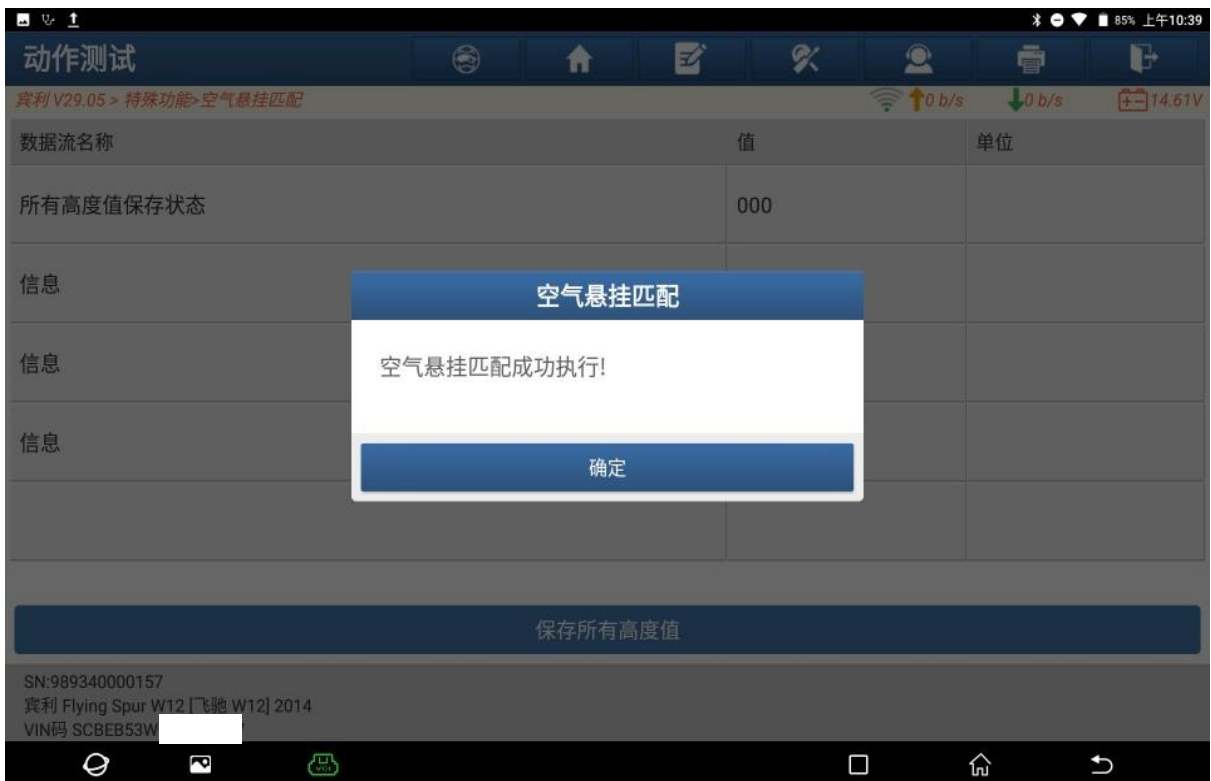 85% 上午10:39
动作测试
宾利 V29.05 > 特殊功能>空气悬挂匹配
0 b/s 0 b/s 14.61V
数据流名称 值 单位
所有高度值保存状态 000
信息
空气悬挂匹配
信息
空气悬挂匹配成功执行!
信息
确定
保存所有高度值
SN:989340000157
宾利 Flying Spur W12 [飞驰 W12] 2014
VIN码 SCBEB53W
VCI